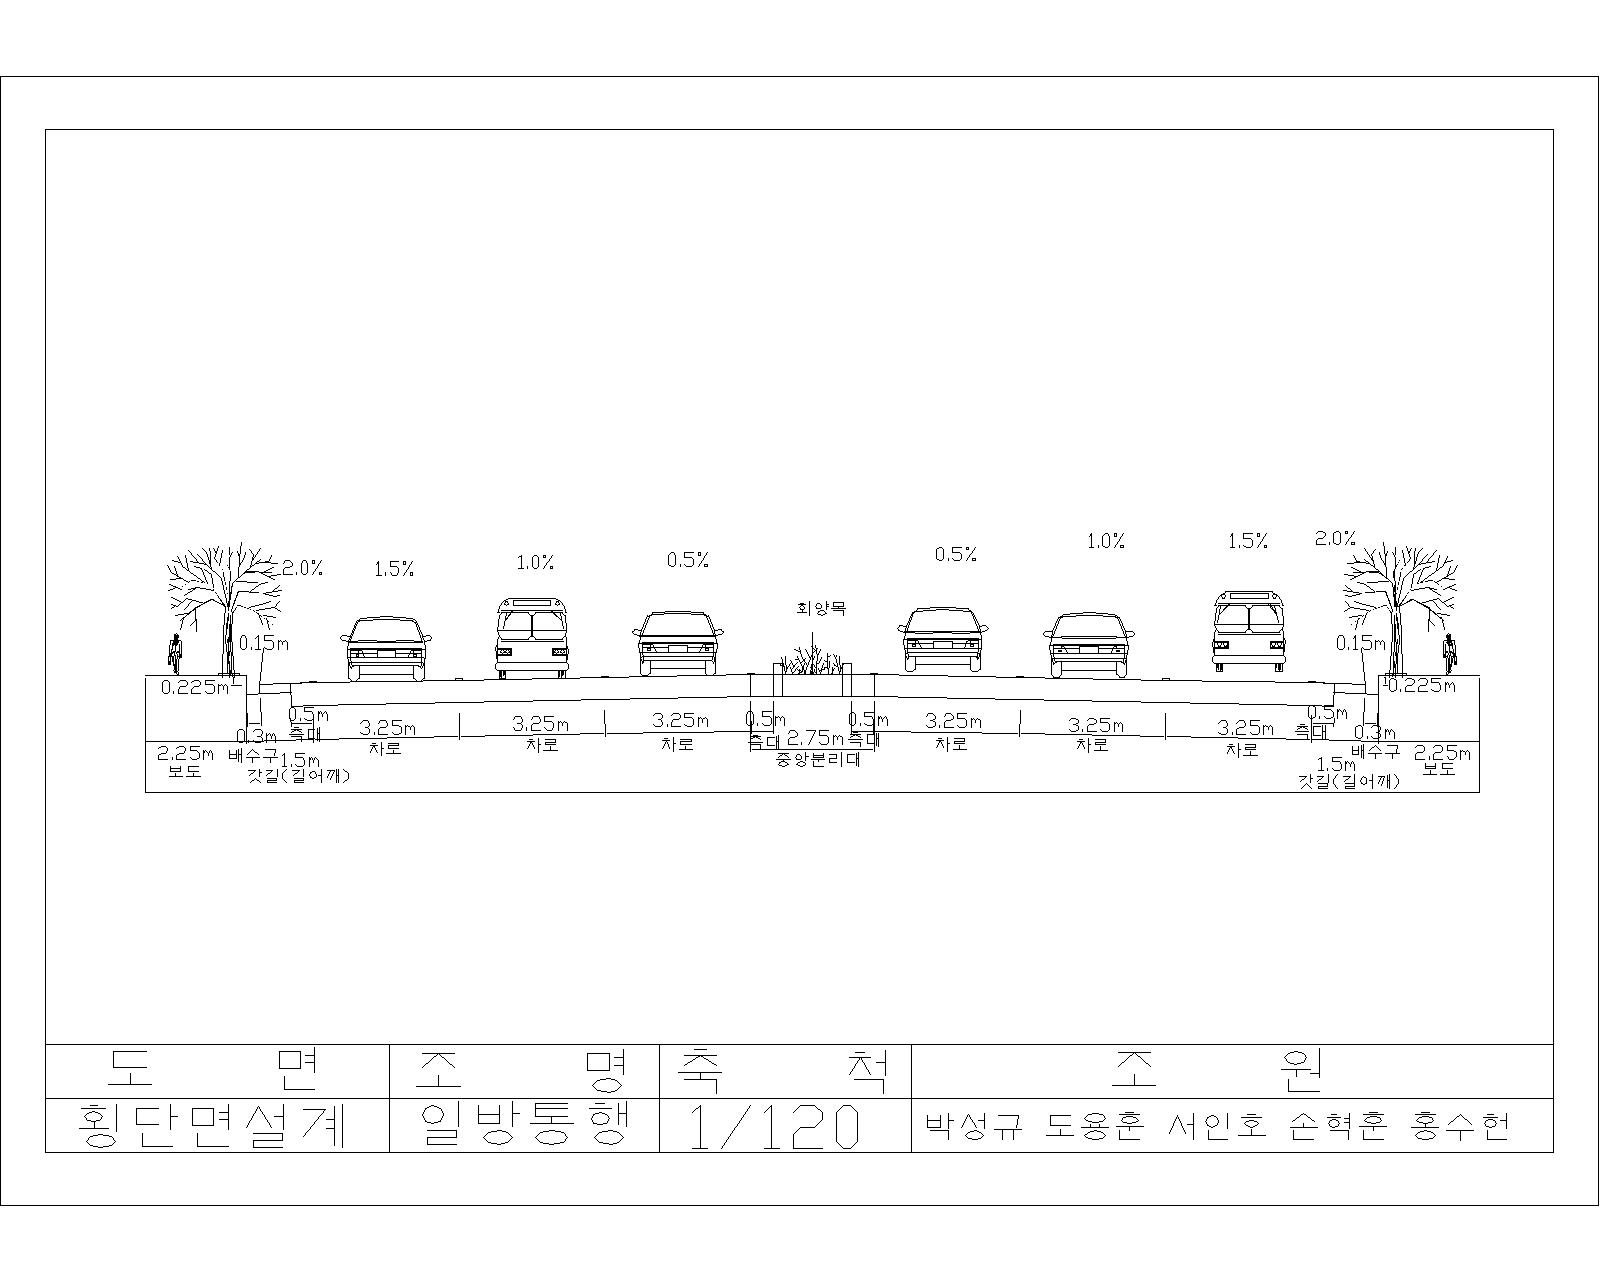 2.0% 1.5% 1.0% 0.5% 0.5% 1.0% 1.5% 2.0%
회양목
0.15m 0.15m
0.225m 0.225m
0.5m 3.25m 3.25m 3.25m 0.5m 0.5m 3.25m 3.25m 3.25m 0.5m
0.3m 측대 차로 차로 차로 측대 2.75m 측대 차로 차로 차로 측대 0.3m
2.25m 배수구 1.5m 중앙분리대 1.5m 배수구 2.25m
보도 갓길(길어깨) 갓길(길어깨) 보도
도 면 조 명 축 척 조 원
횡단면설계 일방통행 1/120 박성규 도용훈 서인호 손혁훈 홍수헌